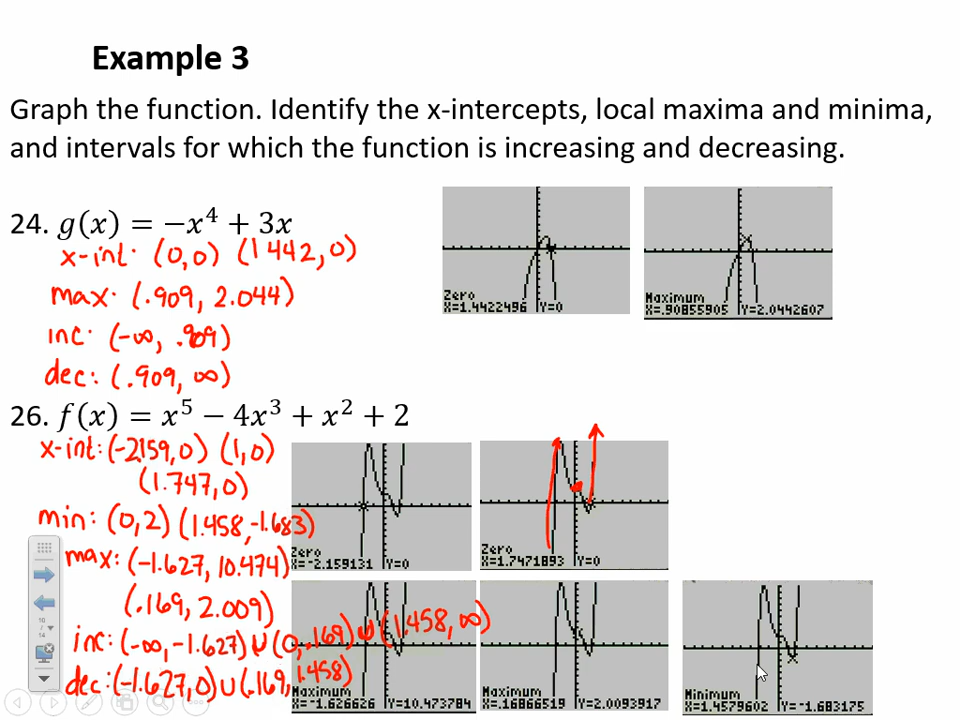 Example 3
Graph the function. Identify the x-intercepts, local maxima and minima,
and intervals for which the function is increasing and decreasing.
24. g(x) = −x⁴ + 3x
x-int: (0,0) (1.442,0)
max: (.909, 2.044)
inc: (-∞, .909)
dec: (.909, ∞)
Zero
X=1.4422496 Y=0
Maximum
X=.90855905 Y=2.0442607
26. f(x) = x⁵ − 4x³ + x² + 2
x-int: (-2.159,0) (1,0)
(1.747,0)
min: (0,2) (1.458,-1.683)
max: (-1.627, 10.474)
(.169, 2.009)
inc: (-∞,-1.627) ∪ (0,.169) ∪ (1.458, ∞)
dec: (-1.627,0) ∪ (.169, 1.458)
Zero
X=-2.159131 Y=0
Zero
X=1.7471893 Y=0
Maximum
X=-1.626626 Y=10.473784
Maximum
X=.16866519 Y=2.0093917
Minimum
X=1.4579602 Y=-1.683175
10
/
14